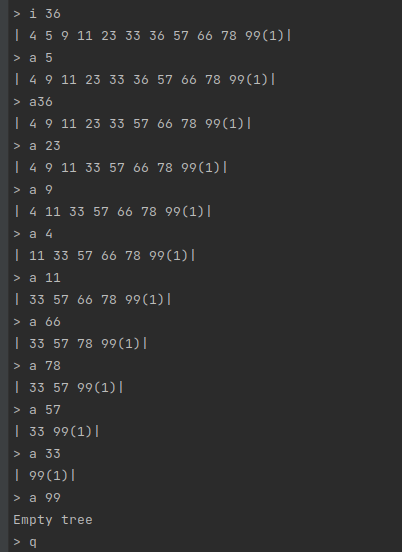 > i 36
| 4 5 9 11 23 33 36 57 66 78 99(1)|
> a 5
| 4 9 11 23 33 36 57 66 78 99(1)|
> a36
| 4 9 11 23 33 57 66 78 99(1)|
> a 23
| 4 9 11 33 57 66 78 99(1)|
> a 9
| 4 11 33 57 66 78 99(1)|
> a 4
| 11 33 57 66 78 99(1)|
> a 11
| 33 57 66 78 99(1)|
> a 66
| 33 57 78 99(1)|
> a 78
| 33 57 99(1)|
> a 57
| 33 99(1)|
> a 33
| 99(1)|
> a 99
Empty tree
> q